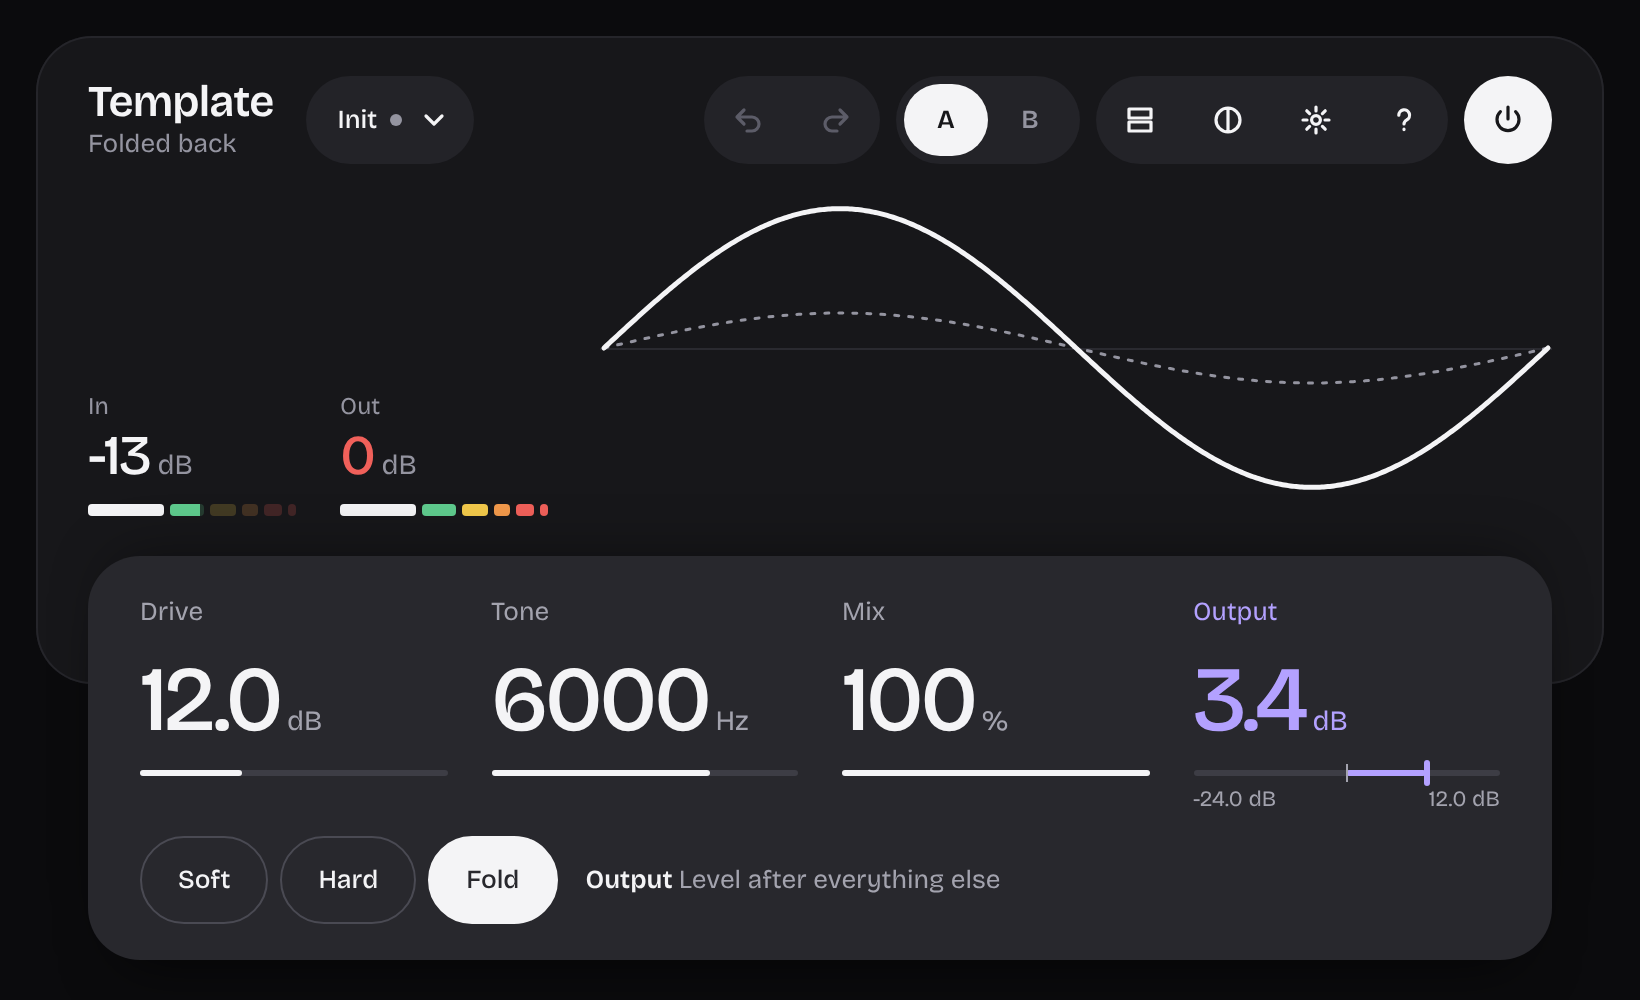 Template
Folded back
Init
A
B
?
In
-13 dB
Out
0 dB
Drive
12.0 dB
Tone
6000 Hz
Mix
100 %
Output
3.4 dB
-24.0 dB
12.0 dB
Soft
Hard
Fold
Output Level after everything else